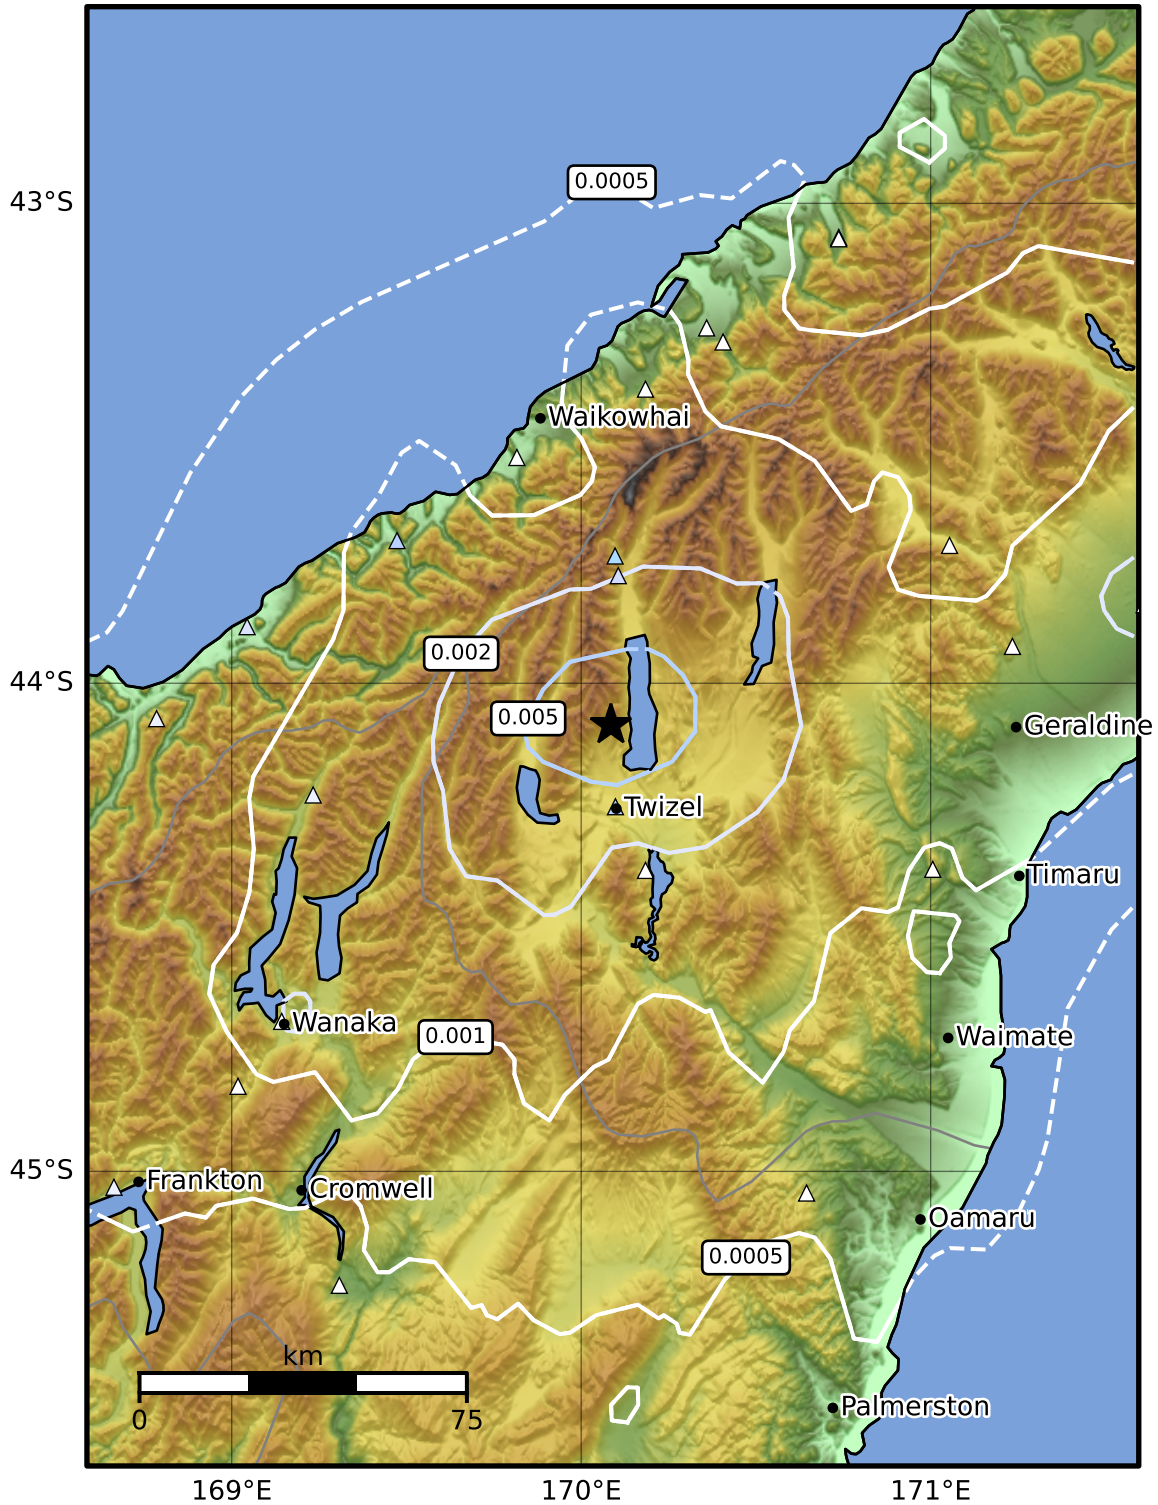 0.0005
43°S
Waikowhai
0.002
44°S
0.005
Geraldine
Twizel
Timaru
Wanaka
0.001
Waimate
45°S
Frankton
Cromwell
Oamaru
0.0005
km
0
75
Palmerston
169°E
170°E
171°E